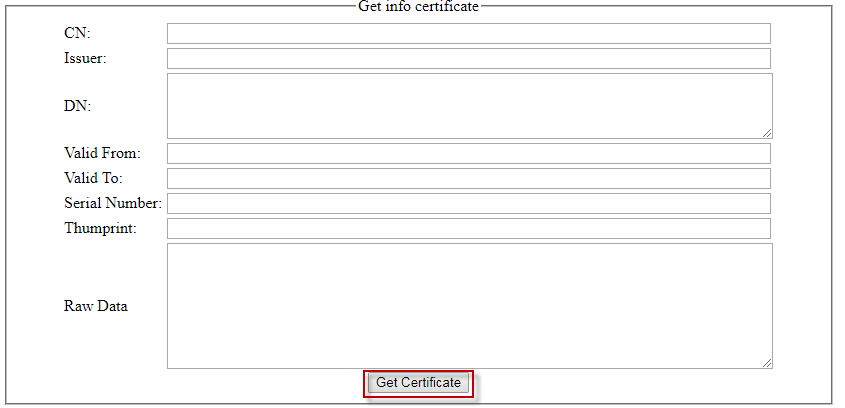 Get info certificate
CN:
Issuer:
DN:
Valid From:
Valid To:
Serial Number:
Thumprint:
Raw Data
Get Certificate